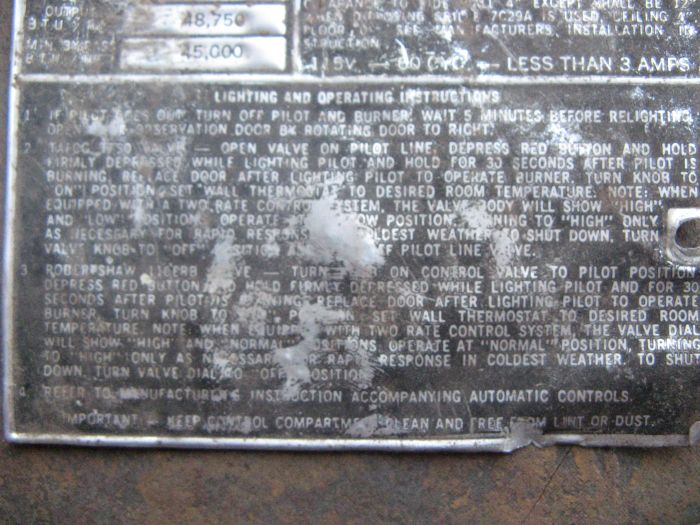 OUTPUT
B.T.U. 48,750
45,000
CEILING
FLOOR SEE MANUFACTURERS INSTALLATION
115V — 60 CYC — LESS THAN 3 AMPS
LIGHTING AND OPERATING INSTRUCTIONS
1. IF PILOT GOES OUT, TURN OFF PILOT AND BURNER. WAIT 5 MINUTES BEFORE RELIGHTING.
OPEN OBSERVATION DOOR BY ROTATING DOOR TO RIGHT.
2. VALVE — OPEN VALVE ON PILOT LINE, DEPRESS RED BUTTON AND HOLD
FIRMLY DEPRESSED WHILE LIGHTING PILOT AND HOLD FOR 30 SECONDS AFTER PILOT IS
BURNING. REPLACE DOOR AFTER LIGHTING PILOT TO OPERATE BURNER, TURN KNOB TO
"ON" POSITION, SET WALL THERMOSTAT TO DESIRED ROOM TEMPERATURE. NOTE: WHEN
EQUIPPED WITH A TWO RATE CONTROL SYSTEM, THE VALVE BODY WILL SHOW "HIGH"
AND "LOW" POSITION. OPERATE LOW POSITION, TURNING TO "HIGH" ONLY
AS NECESSARY FOR RAPID RESPONSE COLDEST WEATHER. TO SHUT DOWN, TURN
VALVE KNOB TO "OFF" POSITION OFF PILOT LINE VALVE.
3. ROBERTSHAW VALVE — TURN ON CONTROL VALVE TO PILOT POSITION
DEPRESS RED BUTTON AND HOLD FIRMLY DEPRESSED WHILE LIGHTING PILOT AND FOR 30
SECONDS AFTER PILOT IS BURNING. REPLACE DOOR AFTER LIGHTING PILOT TO OPERATE
BURNER, TURN KNOB TO SET WALL THERMOSTAT TO DESIRED ROOM
TEMPERATURE. NOTE: WHEN EQUIPPED WITH TWO RATE CONTROL SYSTEM, THE VALVE DIAL
WILL SHOW "HIGH" AND "NORMAL" POSITIONS. OPERATE AT "NORMAL" POSITION, TURNING
TO "HIGH" ONLY AS NECESSARY FOR RAPID RESPONSE IN COLDEST WEATHER. TO SHUT
DOWN, TURN VALVE DIAL TO "OFF" POSITION.
4. REFER TO MANUFACTURERS INSTRUCTION ACCOMPANYING AUTOMATIC CONTROLS.
IMPORTANT — KEEP CONTROL COMPARTMENT CLEAN AND FREE FROM LINT OR DUST.